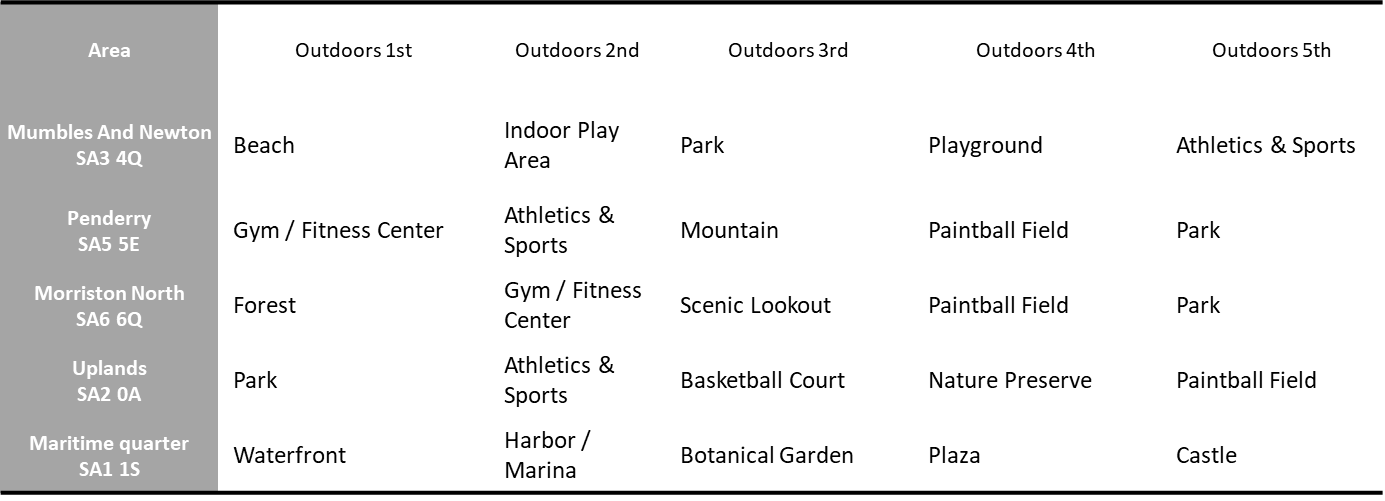 Area Outdoors 1st Outdoors 2nd Outdoors 3rd Outdoors 4th Outdoors 5th
Mumbles And Newton
SA3 4Q
Beach
Indoor Play
Area
Park
Playground
Athletics & Sports
Penderry
SA5 5E
Gym / Fitness Center
Athletics &
Sports
Mountain
Paintball Field
Park
Morriston North
SA6 6Q
Forest
Gym / Fitness
Center
Scenic Lookout
Paintball Field
Park
Uplands
SA2 0A
Park
Athletics &
Sports
Basketball Court
Nature Preserve
Paintball Field
Maritime quarter
SA1 1S
Waterfront
Harbor /
Marina
Botanical Garden
Plaza
Castle